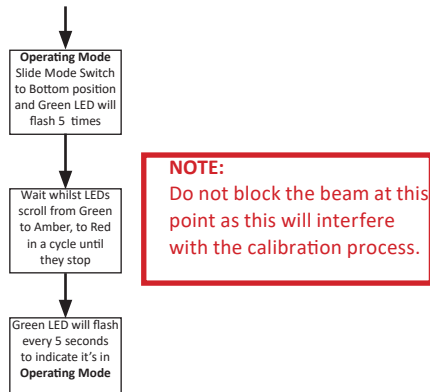 Operating Mode
Slide Mode Switch
to Bottom position
and Green LED will
flash 5 times
NOTE:
Do not block the beam at this
point as this will interfere
with the calibration process.
Wait whilst LEDs
scroll from Green
to Amber, to Red
in a cycle until
they stop
Green LED will flash
every 5 seconds
to indicate it's in
Operating Mode